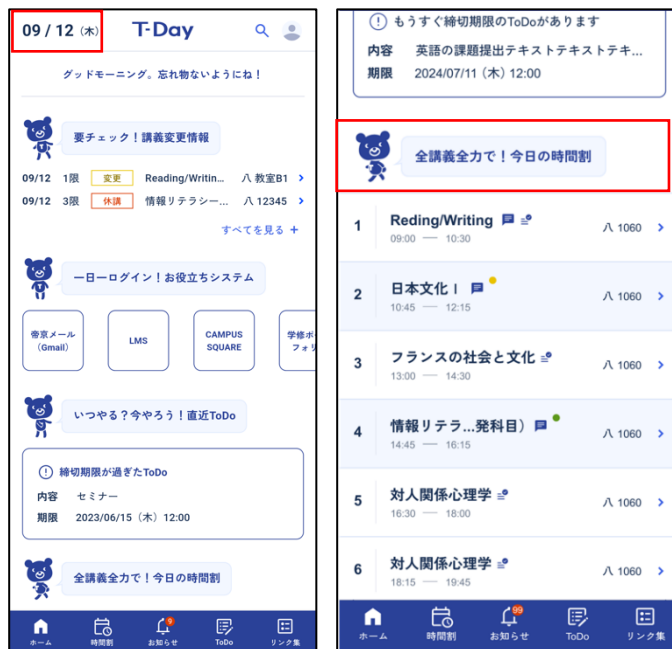 09 / 12 (木) T-Day
グッドモーニング。忘れ物ないようにね！
要チェック！講義変更情報
09/12 1限 変更 Reading/Writin... 八 教室B1
09/12 3限 休講 情報リテラシー... 八 12345
すべてを見る +
一日一ログイン！お役立ちシステム
帝京メール
（Gmail）
LMS
CAMPUS
SQUARE
学修ポ
フォリ
いつやる？今やろう！直近ToDo
締切期限が過ぎたToDo
内容 セミナー
期限 2023/06/15（木）12:00
全講義全力で！今日の時間割
9
ホーム 時間割 お知らせ ToDo リンク集
もうすぐ締切期限のToDoがあります
内容 英語の課題提出テキストテキストテキ...
期限 2024/07/11（木）12:00
全講義全力で！今日の時間割
1 Reding/Writing 八 1060
09:00 — 10:30
2 日本文化Ⅰ 八 1060
10:45 — 12:15
3 フランスの社会と文化 八 1060
13:00 — 14:30
4 情報リテラ...発科目） 八 1060
14:45 — 16:15
5 対人関係心理学 八 1060
16:30 — 18:00
6 対人関係心理学 八 1060
18:15 — 19:45
99
ホーム 時間割 お知らせ ToDo リンク集